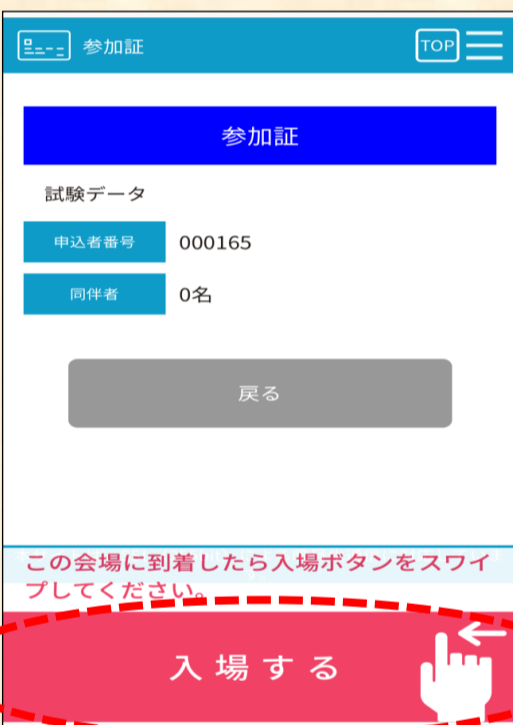 参加証
TOP
参加証
試験データ
申込者番号 000165
同伴者 0名
戻る
この会場に到着したら入場ボタンをスワイ
プしてください。
入場する